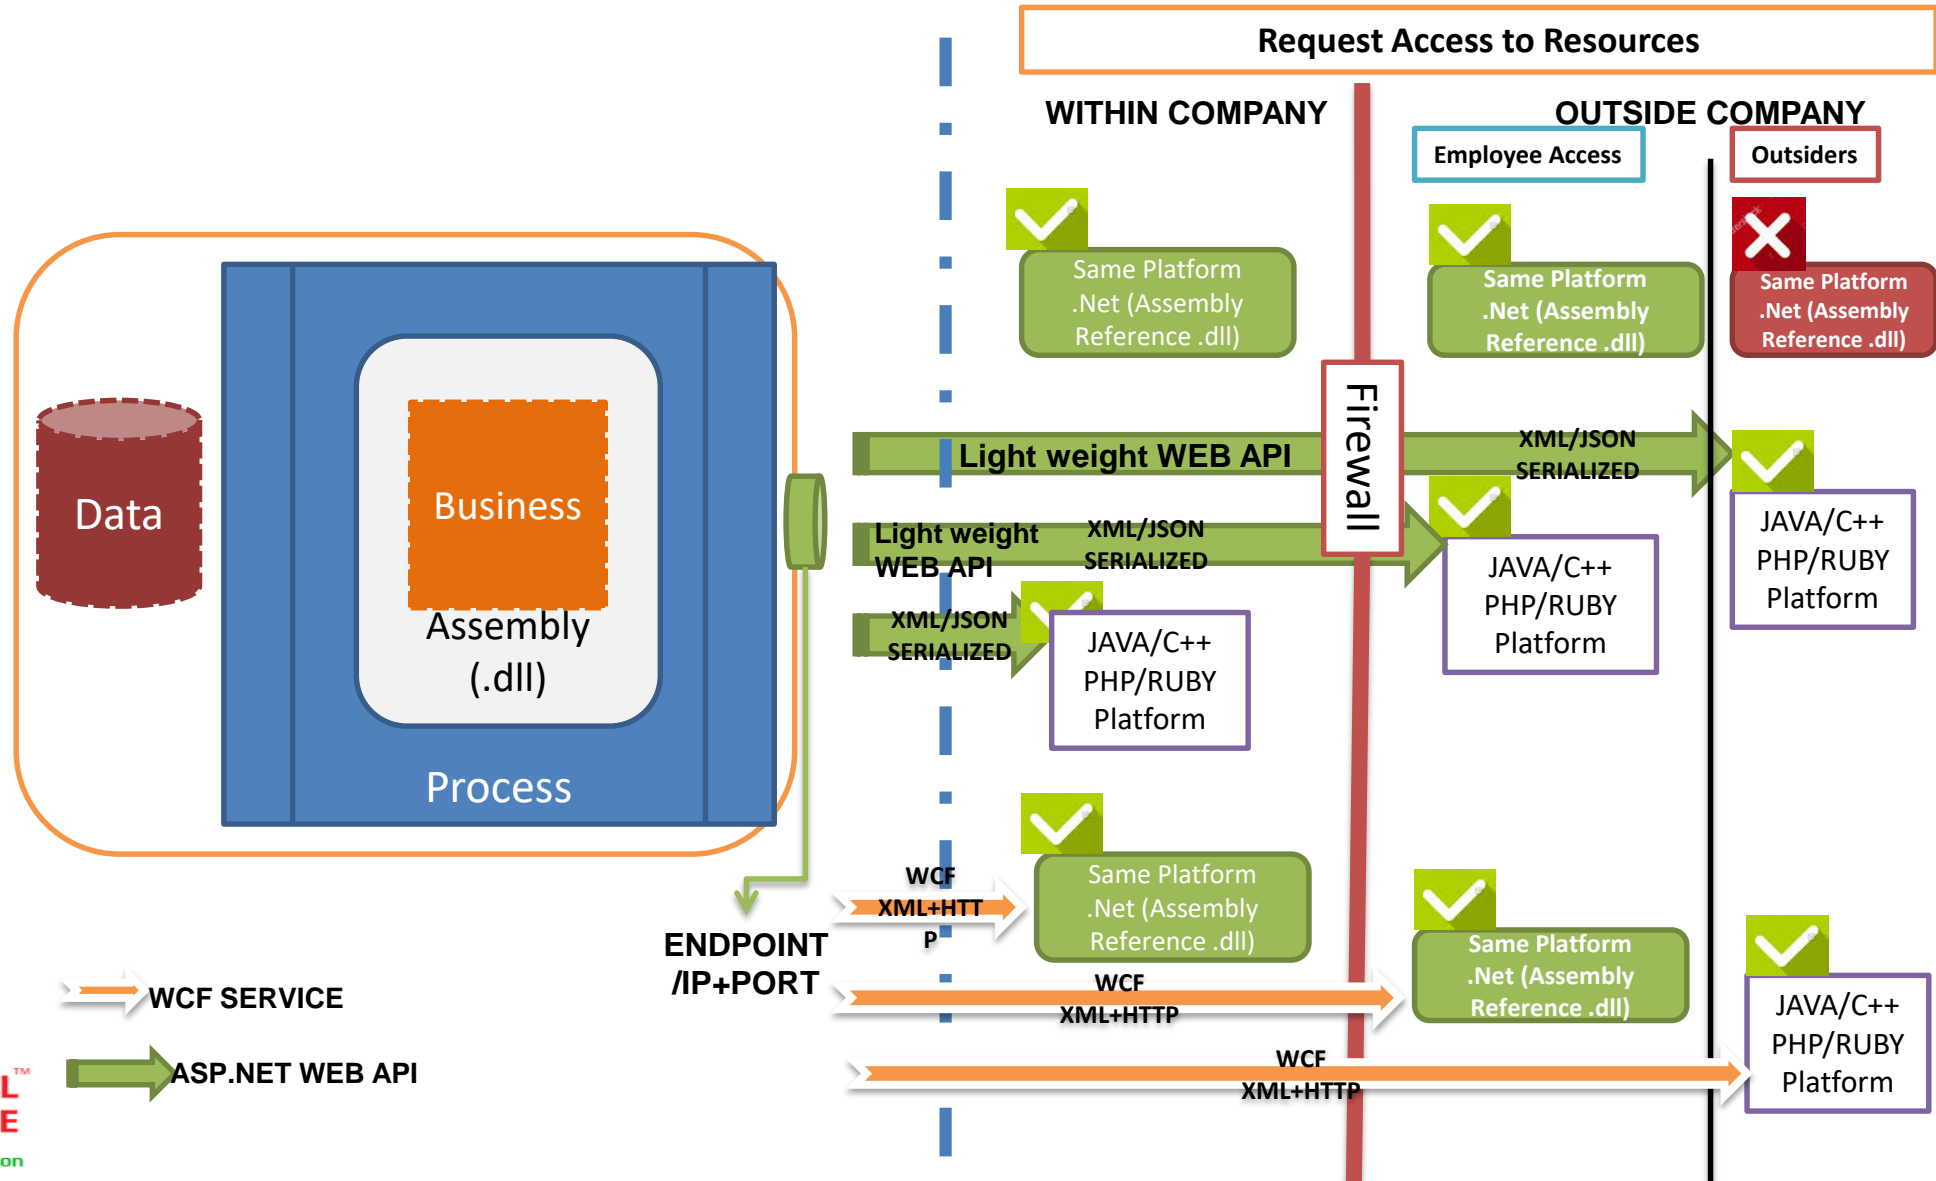 Request Access to Resources
WITHIN COMPANY
OUTSIDE COMPANY
Employee Access
Outsiders
Same Platform
.Net (Assembly
Reference .dll)
Same Platform
.Net (Assembly
Reference .dll)
Same Platform
.Net (Assembly
Reference .dll)
Firewall
Data
Business
Assembly
(.dll)
Process
Light weight WEB API
XML/JSON
SERIALIZED
JAVA/C++
PHP/RUBY
Platform
Light weight
WEB API
XML/JSON
SERIALIZED
JAVA/C++
PHP/RUBY
Platform
XML/JSON
SERIALIZED
JAVA/C++
PHP/RUBY
Platform
WCF
XML+HTT
P
Same Platform
.Net (Assembly
Reference .dll)
ENDPOINT
/IP+PORT
WCF
XML+HTTP
Same Platform
.Net (Assembly
Reference .dll)
WCF
XML+HTTP
JAVA/C++
PHP/RUBY
Platform
WCF SERVICE
ASP.NET WEB API
L™
E
on